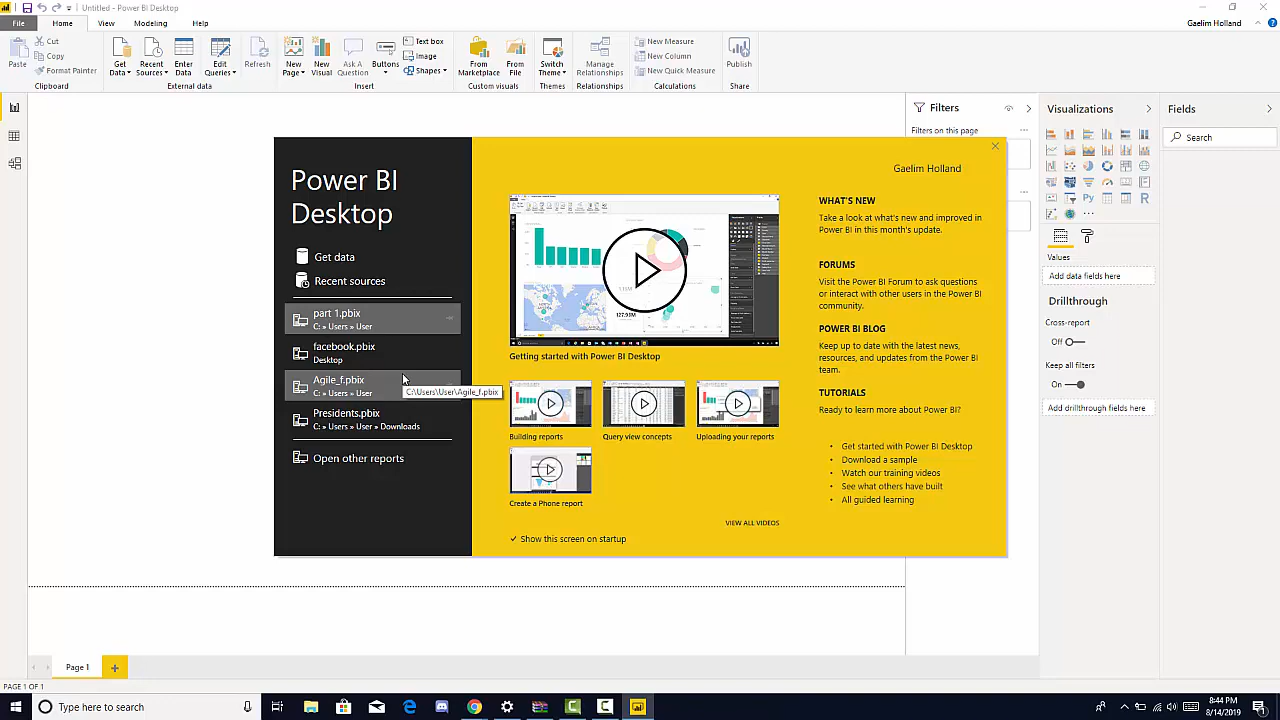 Untitled - Power BI Desktop
File
Home
View
Modeling
Help
Gaelim Holland
Paste
Cut
Copy
Format Painter
Clipboard
Get
Data
Recent
Sources
Enter
Data
Edit
Queries
Refresh
External data
New
Page
New
Visual
Ask A
Question
Buttons
Text box
Image
Shapes
Insert
From
Marketplace
From
File
Custom visuals
Switch
Theme
Themes
Manage
Relationships
Relationships
New Measure
New Column
New Quick Measure
Calculations
Publish
Share
Filters
Filters on this page
Visualizations
Fields
Search
Values
Add data fields here
Drillthrough
Cross-report
Off
Keep all filters
On
Add drillthrough fields here
Power BI
Desktop
Get data
Recent sources
part 1.pbix
C: » Users » User
facebook.pbix
Desktop
Agile_f.pbix
C: » Users » User
C:\Users\User\Agile_f.pbix
Presidents.pbix
C: » Users » User » Downloads
Open other reports
Gaelim Holland
Getting started with Power BI Desktop
Building reports
Query view concepts
Uploading your reports
Create a Phone report
VIEW ALL VIDEOS
Show this screen on startup
WHAT'S NEW
Take a look at what's new and improved in
Power BI in this month's update.
FORUMS
Visit the Power BI Forum to ask questions
or interact with other users in the Power BI
community.
POWER BI BLOG
Keep up to date with the latest news,
resources, and updates from the Power BI
team.
TUTORIALS
Ready to learn more about Power BI?
• Get started with Power BI Desktop
• Download a sample
• Watch our training videos
• See what others have built
• All guided learning
Page 1
PAGE 1 OF 1
Type here to search
8:44 PM
8/14/2019